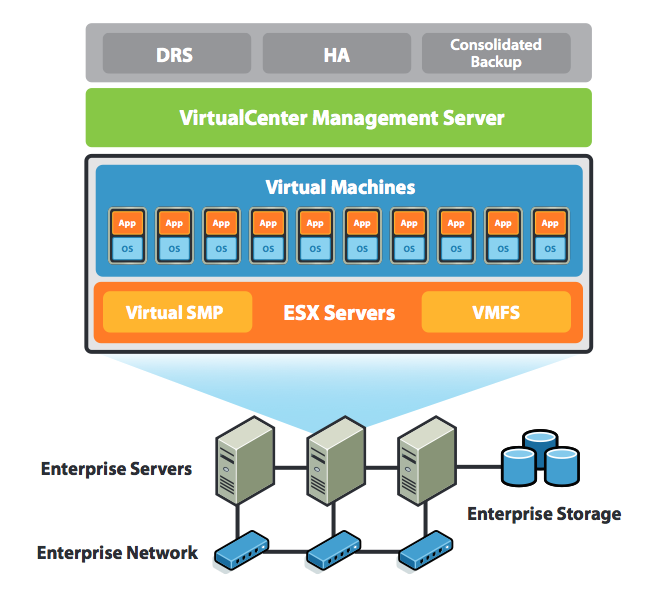 DRS
HA
Consolidated
Backup
VirtualCenter Management Server
Virtual Machines
App App App App App App App App App App
OS OS OS OS OS OS OS OS OS OS
Virtual SMP
ESX Servers
VMFS
Enterprise Servers
Enterprise Storage
Enterprise Network